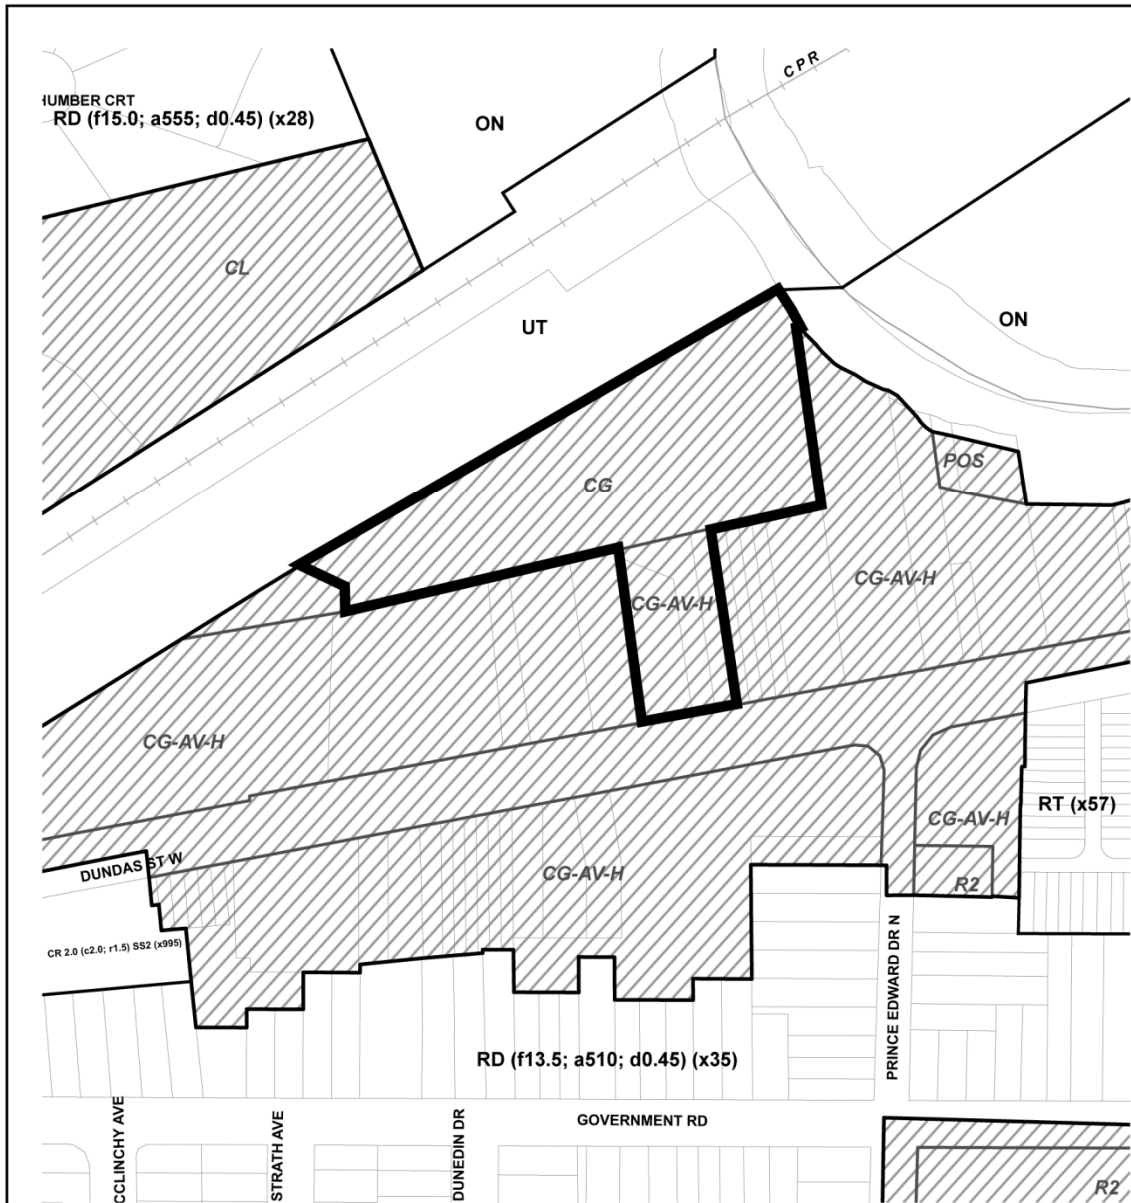 CPR
HUMBER CRT
RD (f15.0; a555; d0.45) (x28)
ON
CL
UT
ON
CG
POS
CG-AV-H
CG-AV-H
CG-AV-H
RT (x57)
CG-AV-H
DUNDAS ST W
CG-AV-H
R2
CR 2.0 (c2.0; r1.5) SS2 (x995)
PRINCE EDWARD DR N
RD (f13.5; a510; d0.45) (x35)
GOVERNMENT RD
CCLINCHY AVE
STRATH AVE
DUNEDIN DR
R2